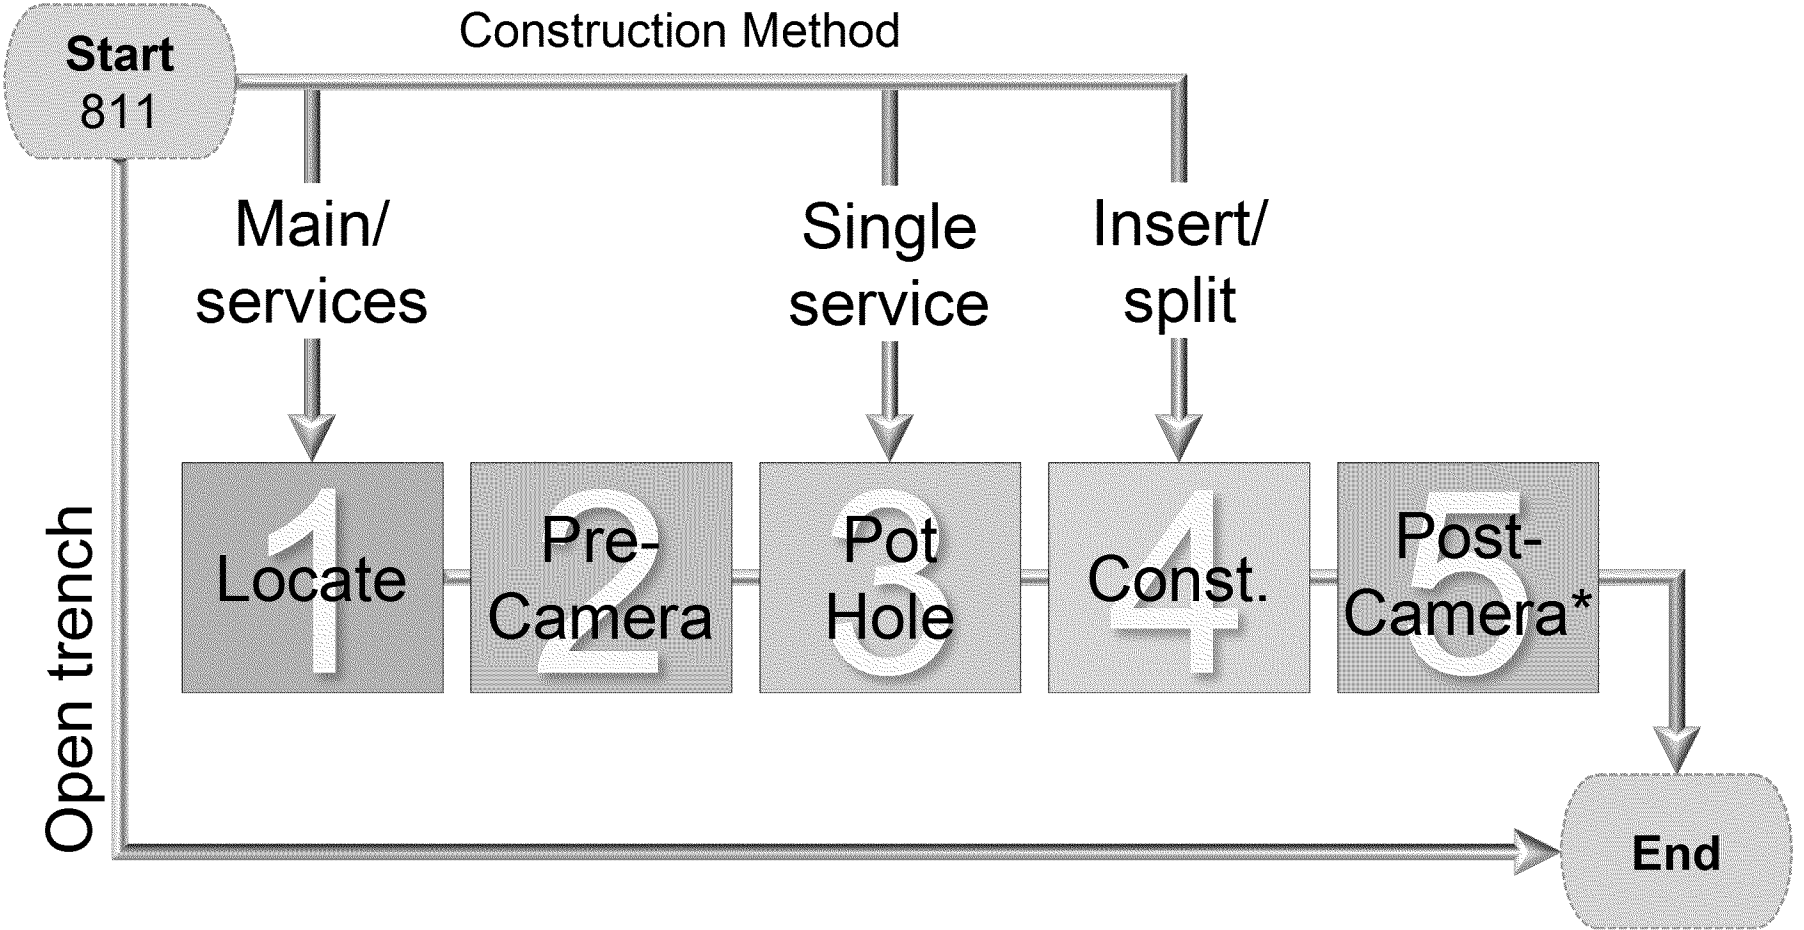 Start
811
Construction Method
Main/
services
Single
service
Insert/
split
Open trench
1
Locate
2
Pre-
Camera
3
Pot
Hole
4
Const.
5
Post-
Camera*
End